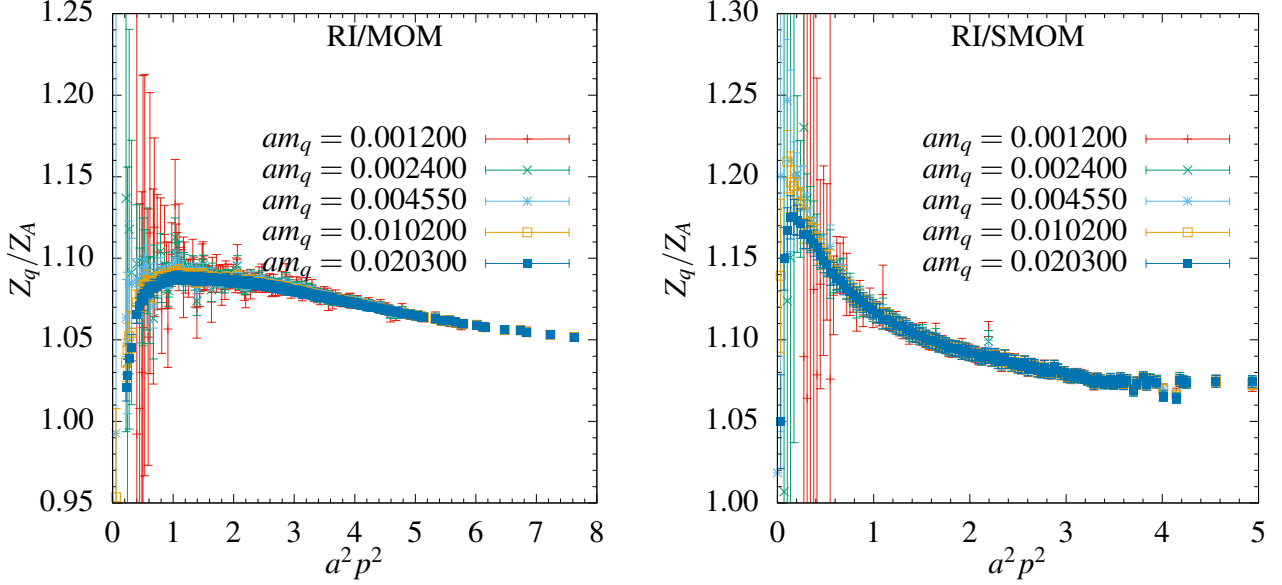 RI/MOM
Z_q/Z_A
1.25
1.20
1.15
1.10
1.05
1.00
0.95
am_q = 0.001200
am_q = 0.002400
am_q = 0.004550
am_q = 0.010200
am_q = 0.020300
0 1 2 3 4 5 6 7 8
a²p²
RI/SMOM
Z_q/Z_A
1.30
1.25
1.20
1.15
1.10
1.05
1.00
am_q = 0.001200
am_q = 0.002400
am_q = 0.004550
am_q = 0.010200
am_q = 0.020300
0 1 2 3 4 5
a²p²